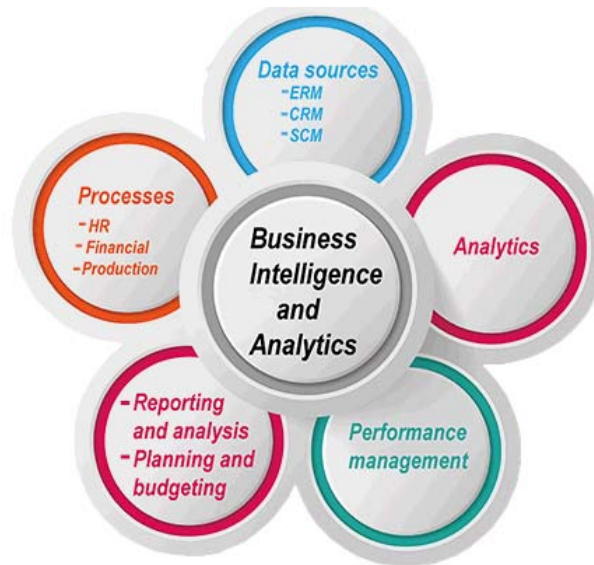 Data sources
-ERM
-CRM
-SCM
Processes
-HR
-Financial
-Production
Business
Intelligence
and
Analytics
Analytics
-Reporting
and analysis
-Planning and
budgeting
Performance
management